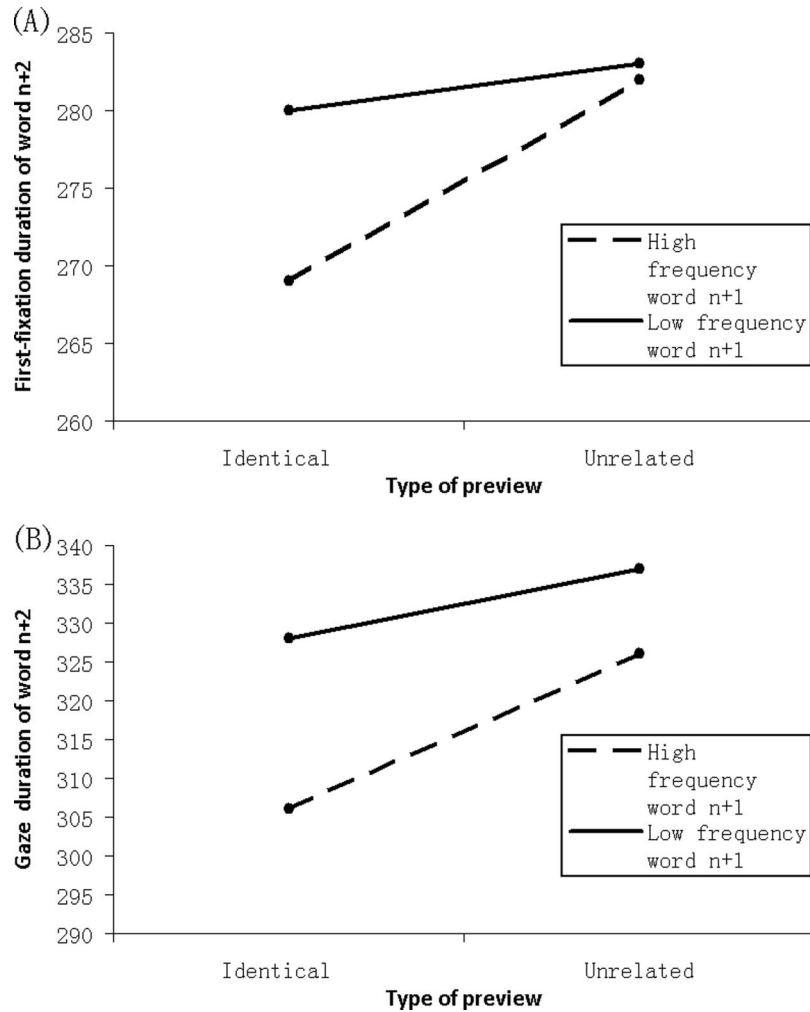 (A)
First-fixation duration of word n+2
285
280
275
270
265
260
High
frequency
word n+1
Low frequency
word n+1
Identical
Unrelated
Type of preview
(B)
Gaze duration of word n+2
340
335
330
325
320
315
310
305
300
295
290
High
frequency
word n+1
Low frequency
word n+1
Identical
Unrelated
Type of preview